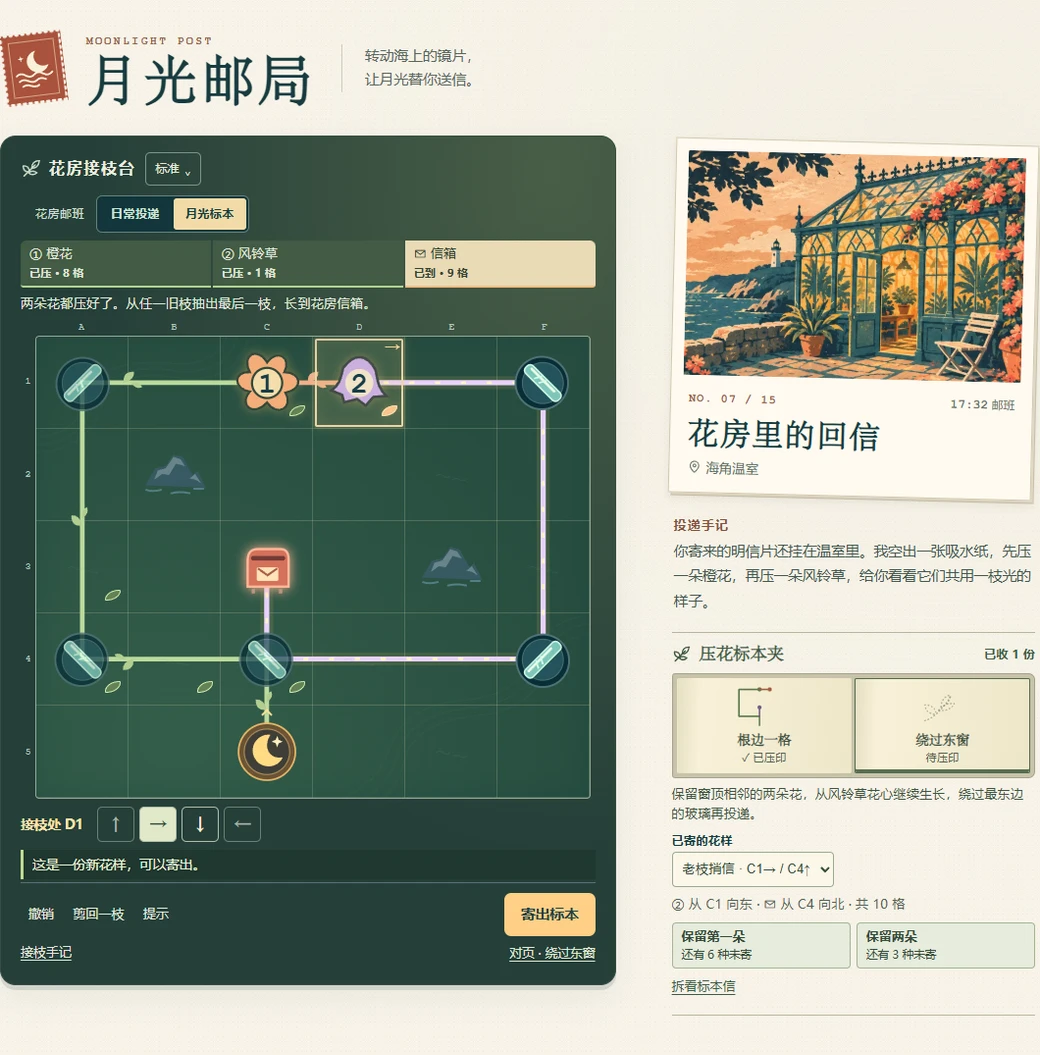 MOONLIGHT POST
月光邮局
转动海上的镜片，
让月光替你送信。
花房接枝台
标准
花房邮班
日常投递
月光标本
① 橙花
已压 • 8 格
② 风铃草
已压 • 1 格
信箱
已到 • 9 格
两朵花都压好了。从任一旧枝抽出最后一枝，长到花房信箱。
A B C D E F
1
2
3
4
5
1
2
→
接枝处 D1
↑ → ↓ ←
这是一份新花样，可以寄出。
撤销
剪回一枝
提示
寄出标本
接枝手记
对页 · 绕过东窗
NO. 07 / 15
17:32 邮班
花房里的回信
海角温室
投递手记
你寄来的明信片还挂在温室里。我空出一张吸水纸，先压
一朵橙花，再压一朵风铃草，给你看看它们共用一枝光的
样子。
压花标本夹
已收 1 份
根边一格
✓ 已压印
绕过东窗
待压印
保留窗顶相邻的两朵花，从风铃草花心继续生长，绕过最东边
的玻璃再投递。
已寄的花样
老枝捎信 · C1→ / C4↑
② 从 C1 向东 · ✉ 从 C4 向北 · 共 10 格
保留第一朵
还有 6 种未寄
保留两朵
还有 3 种未寄
拆看标本信